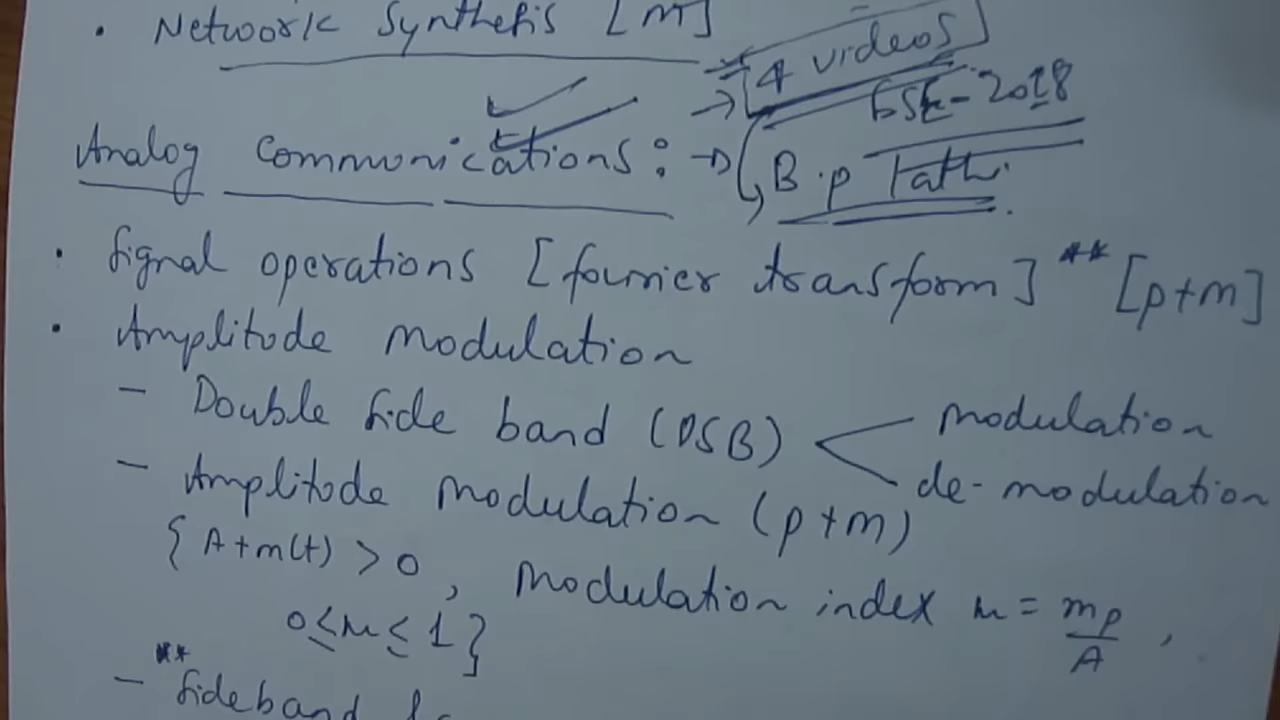 • Network Synthesis [m]
[4 videos]
ESE-2018
Analog Communications: → B.P Lathi.
• Signal operations [fourier transform] ** [p+m]
• Amplitude modulation
- Double Side band (DSB) < modulation
de-modulation
- Amplitude modulation (p+m)
{A+m(t) > 0, modulation index μ = mp/A,
0≤μ≤1}
** - Sideband